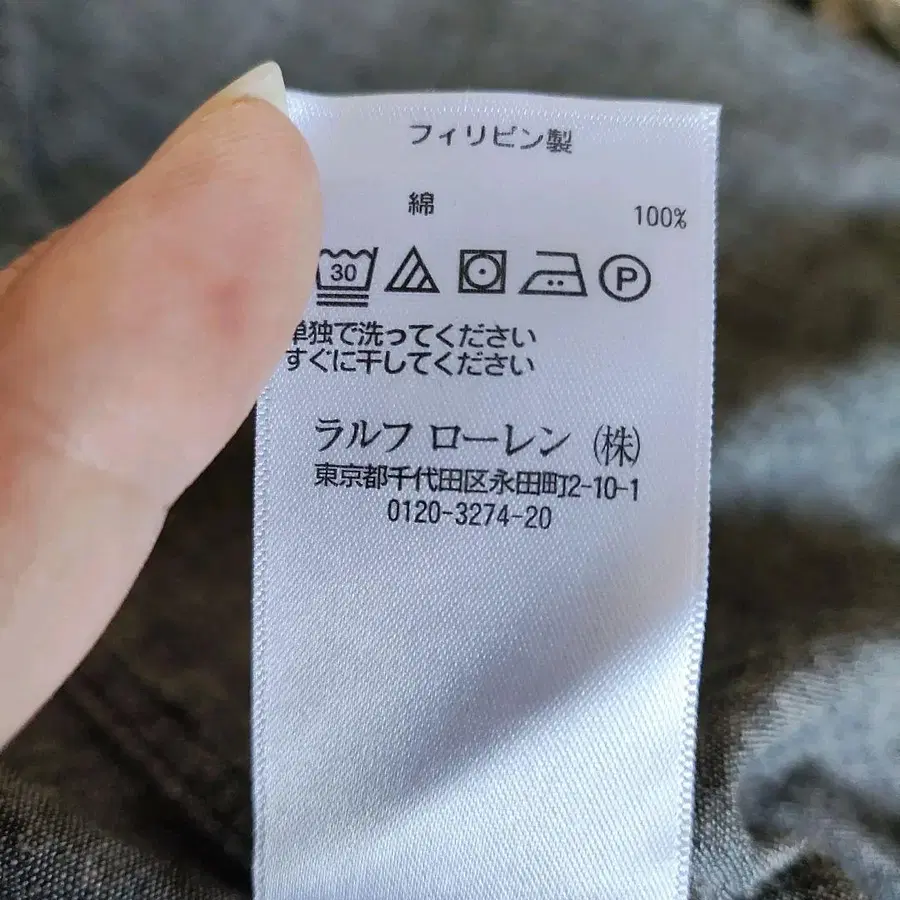 フィリピン製
綿 100%
30 P
単独で洗ってください
すぐに干してください
ラルフ ローレン (株)
東京都千代田区永田町2-10-1
0120-3274-20